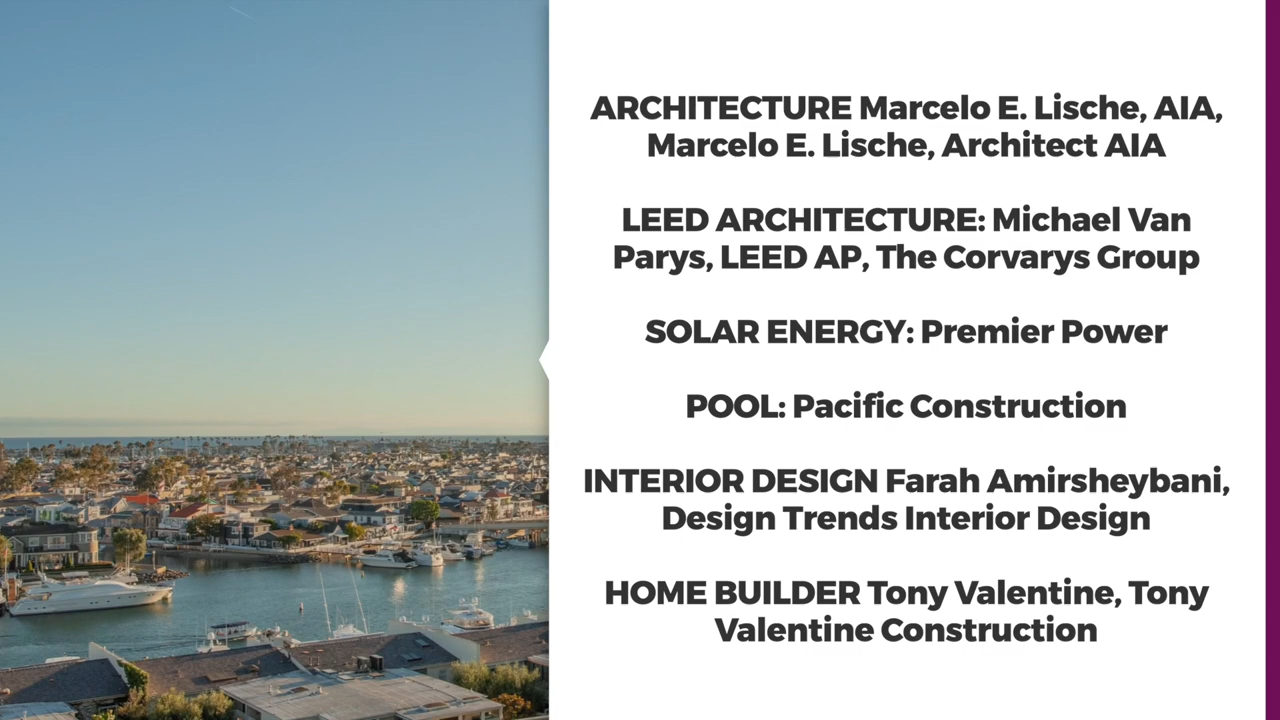 ARCHITECTURE Marcelo E. Lische, AIA,
Marcelo E. Lische, Architect AIA
LEED ARCHITECTURE: Michael Van
Parys, LEED AP, The Corvarys Group
SOLAR ENERGY: Premier Power
POOL: Pacific Construction
INTERIOR DESIGN Farah Amirsheybani,
Design Trends Interior Design
HOME BUILDER Tony Valentine, Tony
Valentine Construction